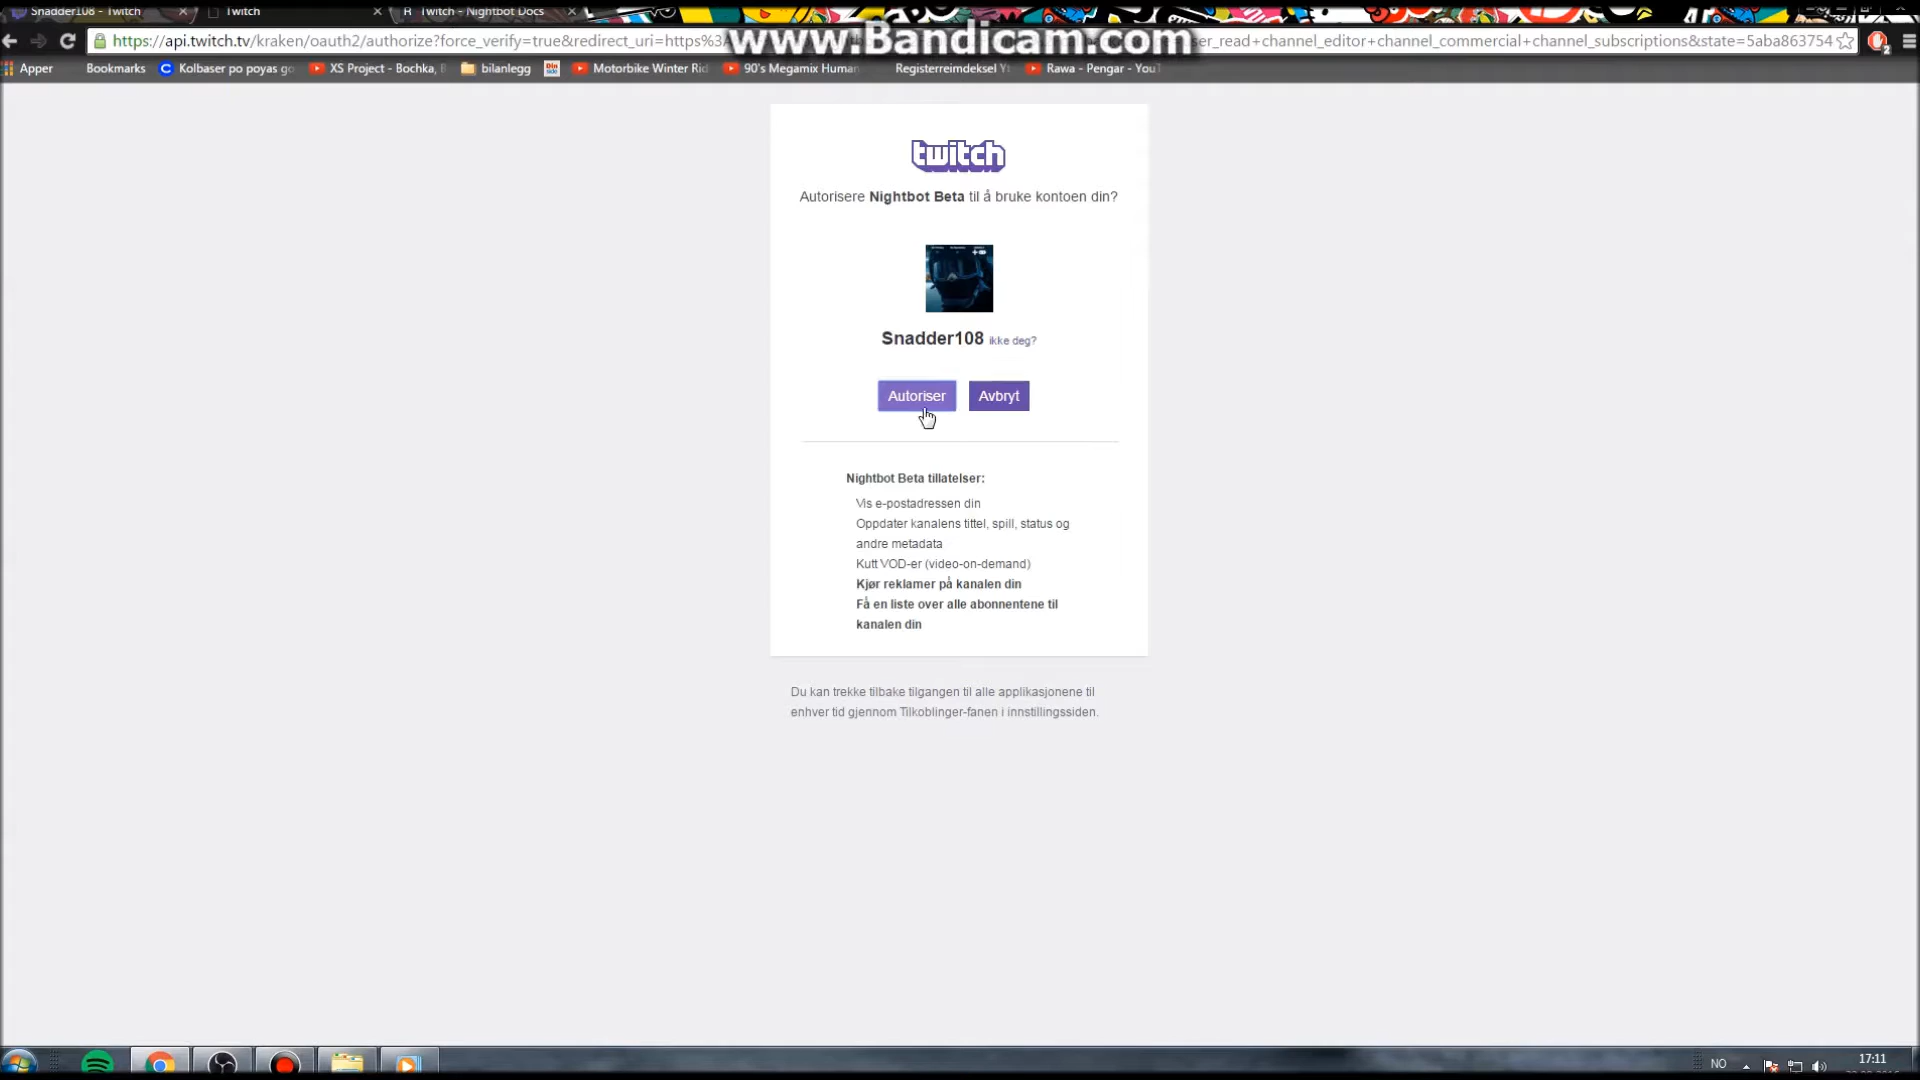 Snadder108 - Twitch
Twitch
Twitch - Nightbot Docs
www.Bandicam.com
https://api.twitch.tv/kraken/oauth2/authorize?force_verify=true&redirect_uri=https%3
ser_read+channel_editor+channel_commercial+channel_subscriptions&state=5aba863754
Apper
Bookmarks
Kolbaser po poyas go
XS Project - Bochka,
bilanlegg
Motorbike Winter Rid
90's Megamix Human
Registerreimdeksel
Rawa - Pengar - You
twitch
Autorisere Nightbot Beta til å bruke kontoen din?
Snadder108 ikke deg?
Autoriser
Avbryt
Nightbot Beta tillatelser:
Vis e-postadressen din
Oppdater kanalens tittel, spill, status og
andre metadata
Kutt VOD-er (video-on-demand)
Kjør reklamer på kanalen din
Få en liste over alle abonnentene til
kanalen din
Du kan trekke tilbake tilgangen til alle applikasjonene til
enhver tid gjennom Tilkoblinger-fanen i innstillingssiden.
NO
17:11